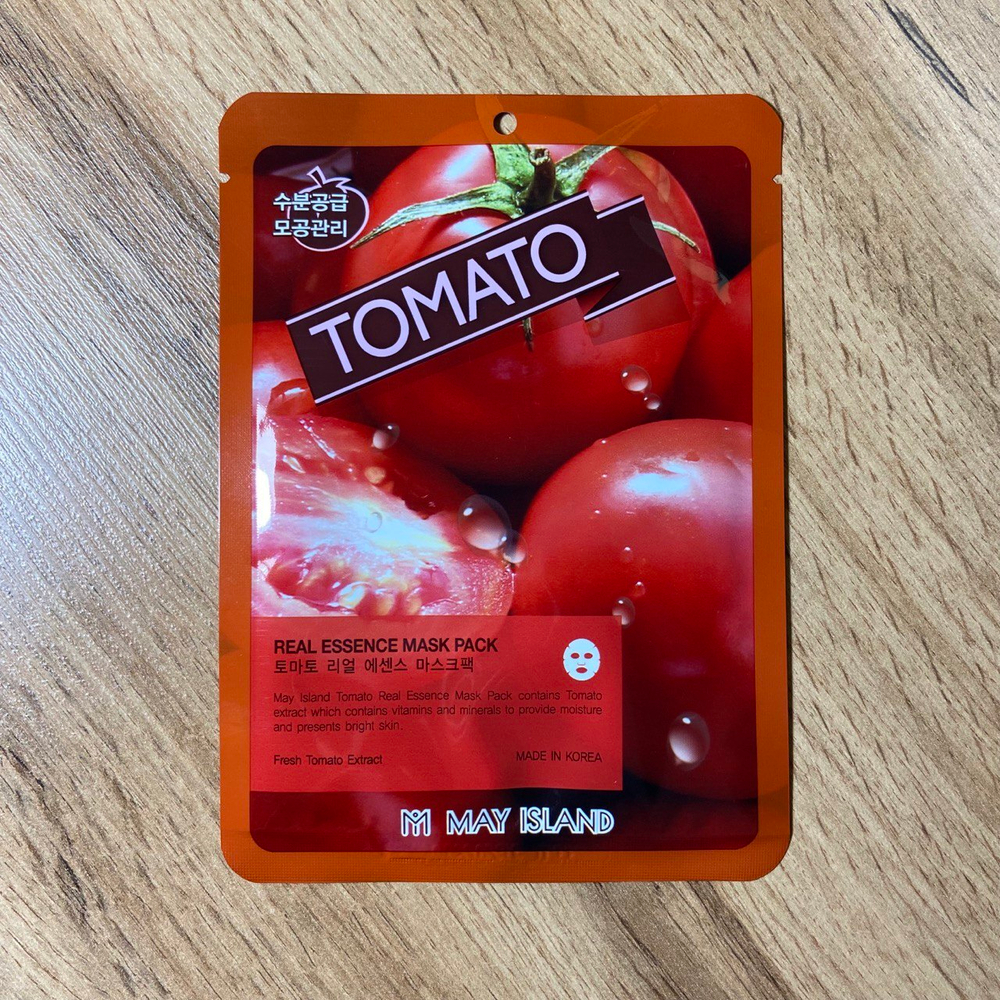 수분공급
모공관리
TOMATO
REAL ESSENCE MASK PACK
토마토 리얼 에센스 마스크팩
May Island Tomato Real Essence Mask Pack contains Tomato
extract which contains vitamins and minerals to provide moisture
and presents bright skin.
Fresh Tomato Extract
MADE IN KOREA
MAY ISLAND